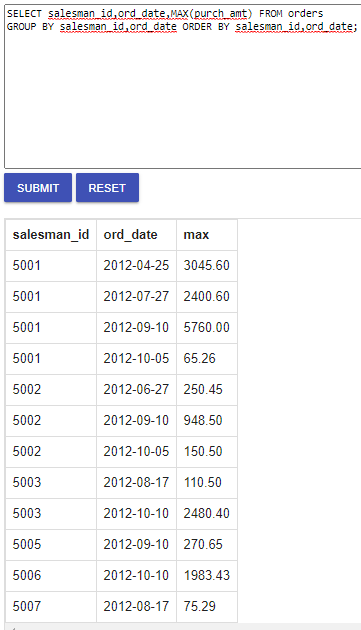 SELECT salesman_id,ord_date,MAX(purch_amt) FROM orders
GROUP BY salesman_id,ord_date ORDER BY salesman_id,ord_date;
SUBMIT RESET
salesman_id ord_date max
5001 2012-04-25 3045.60
5001 2012-07-27 2400.60
5001 2012-09-10 5760.00
5001 2012-10-05 65.26
5002 2012-06-27 250.45
5002 2012-09-10 948.50
5002 2012-10-05 150.50
5003 2012-08-17 110.50
5003 2012-10-10 2480.40
5005 2012-09-10 270.65
5006 2012-10-10 1983.43
5007 2012-08-17 75.29